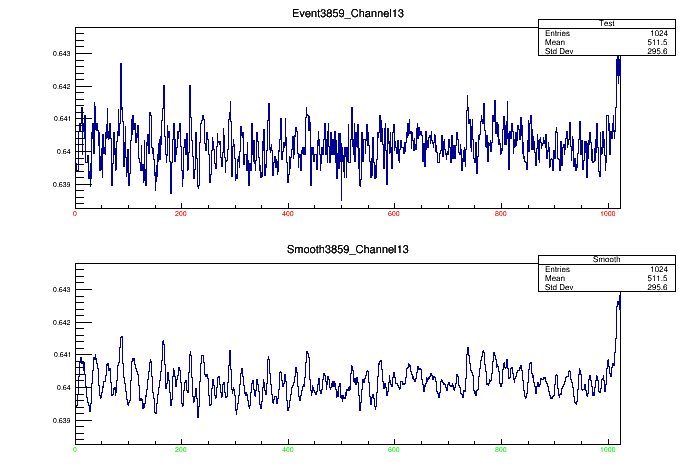 Event3859_Channel13
Test
Entries 1024
Mean 511.5
Std Dev 295.6
0.643
0.642
0.641
0.64
0.639
0 200 400 600 800 1000
Smooth3859_Channel13
Smooth
Entries 1024
Mean 511.5
Std Dev 295.6
0.643
0.642
0.641
0.64
0.639
0 200 400 600 800 1000